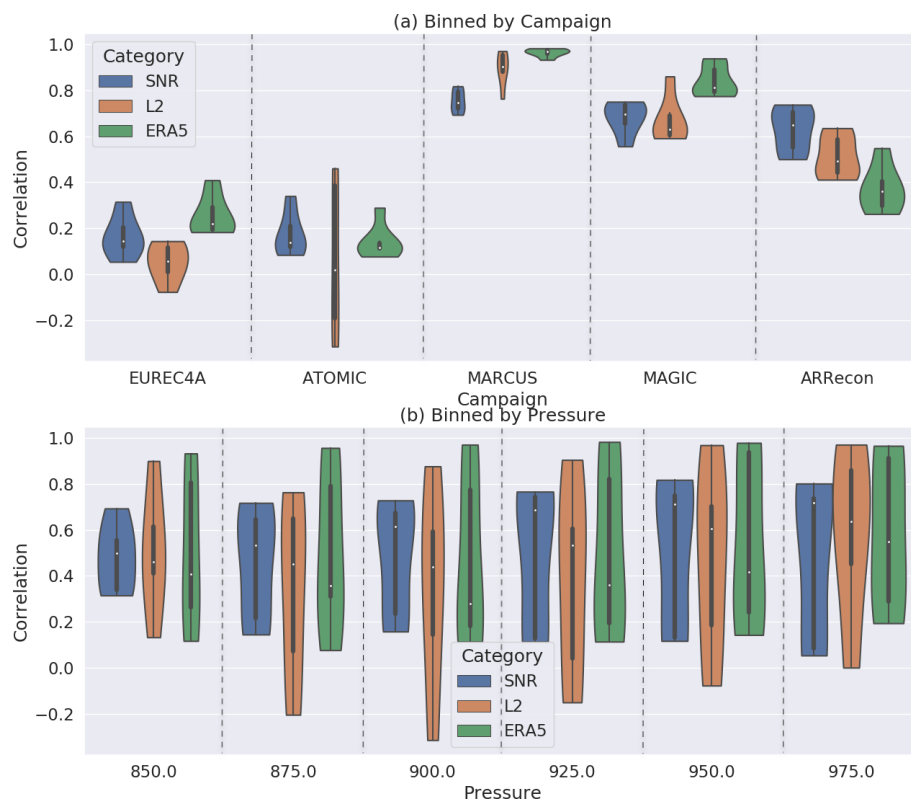 (a) Binned by Campaign
Category
SNR
L2
ERA5
1.0
0.8
0.6
0.4
0.2
0.0
−0.2
Correlation
EUREC4A ATOMIC MARCUS MAGIC ARRecon
Campaign
(b) Binned by Pressure
1.0
0.8
0.6
0.4
0.2
0.0
−0.2
Correlation
Category
SNR
L2
ERA5
850.0 875.0 900.0 925.0 950.0 975.0
Pressure